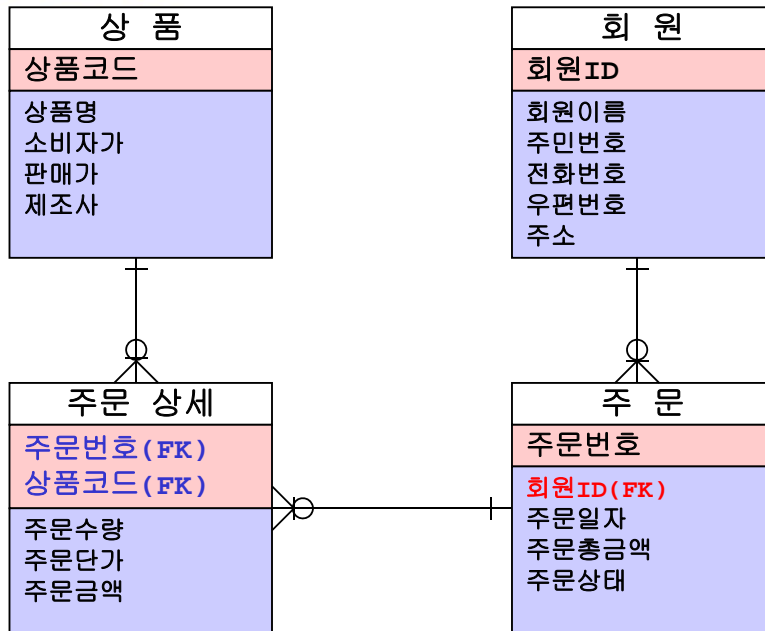 상 품
상품코드
상품명
소비자가
판매가
제조사
회 원
회원ID
회원이름
주민번호
전화번호
우편번호
주소
주문 상세
주문번호(FK)
상품코드(FK)
주문수량
주문단가
주문금액
주 문
주문번호
회원ID(FK)
주문일자
주문총금액
주문상태